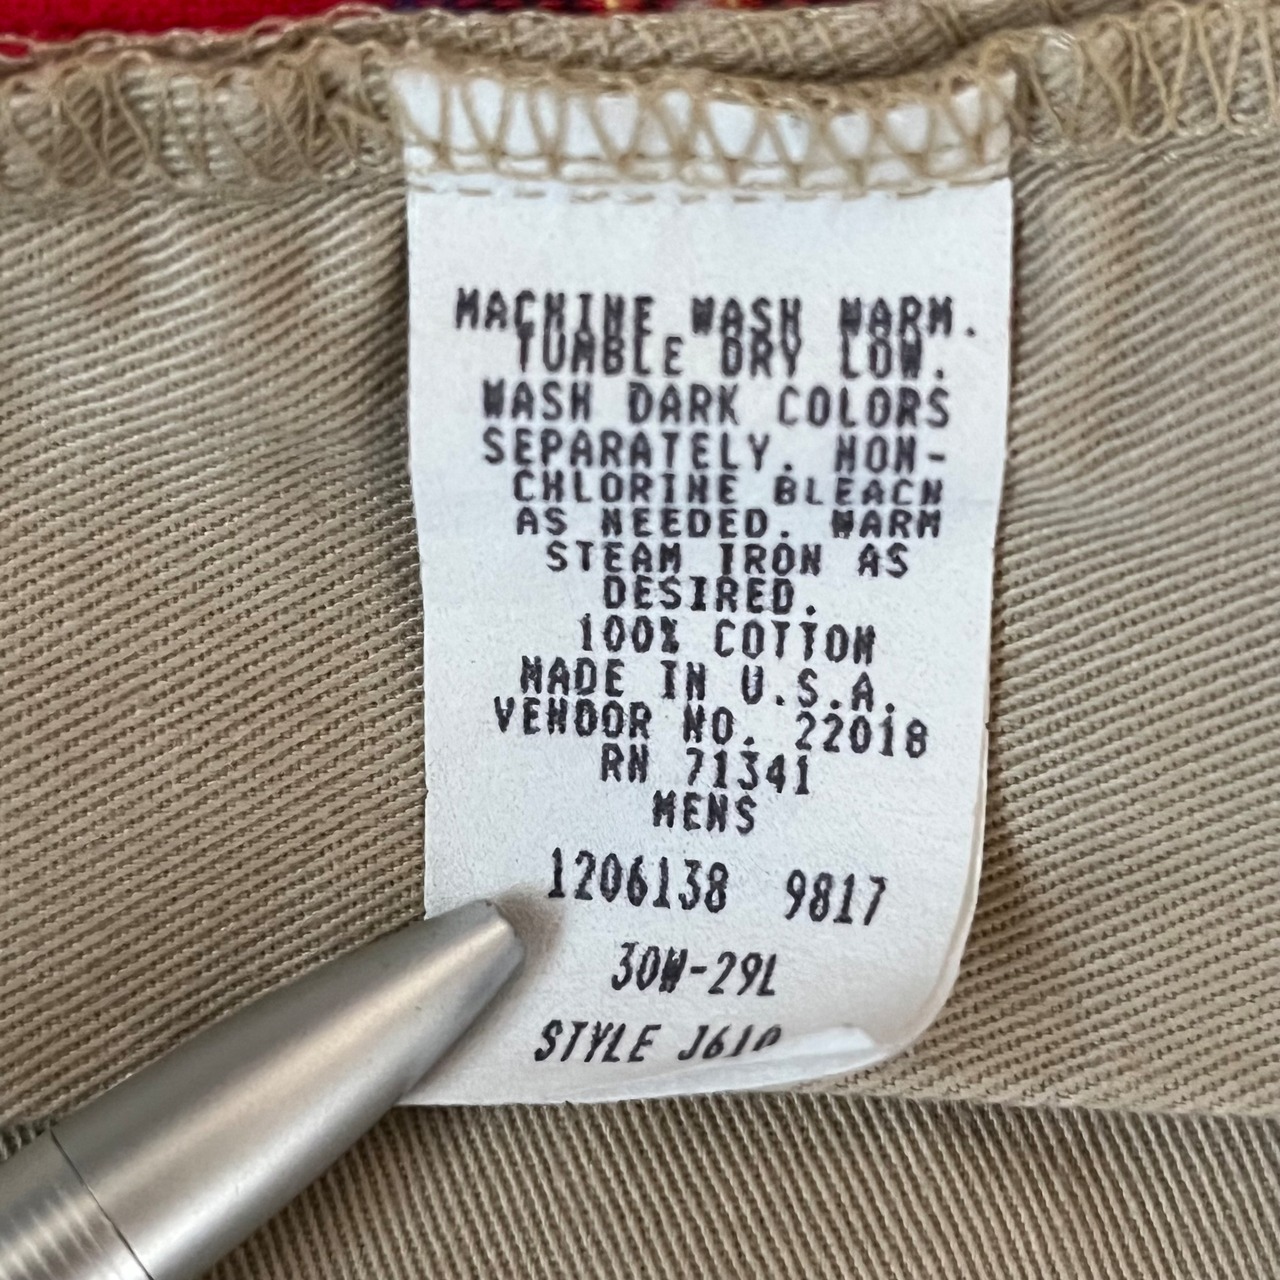 MACHINE WASH WARM.
TUMBLE DRY LOW.
WASH DARK COLORS
SEPARATELY. NON-
CHLORINE BLEACH
AS NEEDED. WARM
STEAM IRON AS
DESIRED.
100% COTTON
MADE IN U.S.A.
VENDOR NO. 22018
RN 71341
MENS
1206138 9817
30W-29L
STYLE